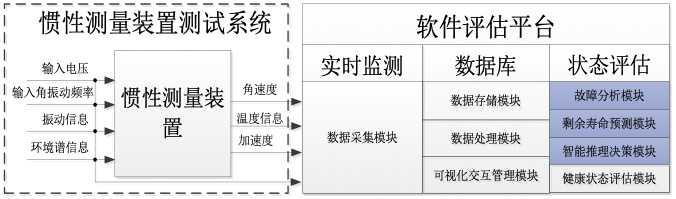 惯性测量装置测试系统
输入电压
输入角振动频率
振动信息
环境谱信息
惯性测量装
置
角速度
温度信息
加速度
软件评估平台
实时监测
数据库
状态评估
数据采集模块
数据存储模块
数据处理模块
可视化交互管理模块
故障分析模块
剩余寿命预测模块
智能推理决策模块
健康状态评估模块